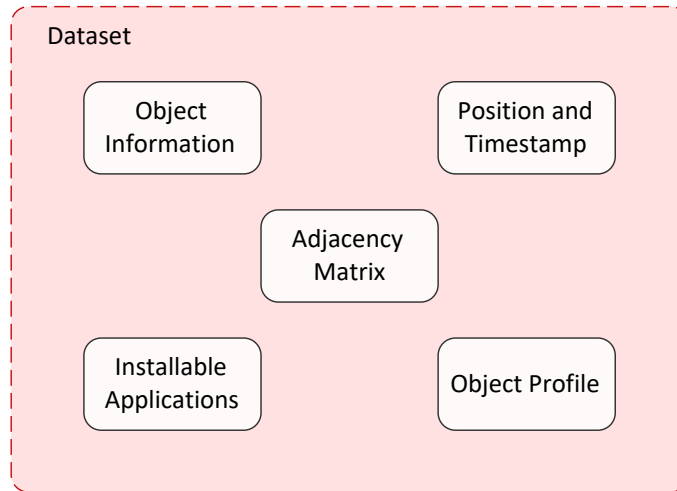 Dataset
Object
Information
Position and
Timestamp
Adjacency
Matrix
Installable
Applications
Object Profile